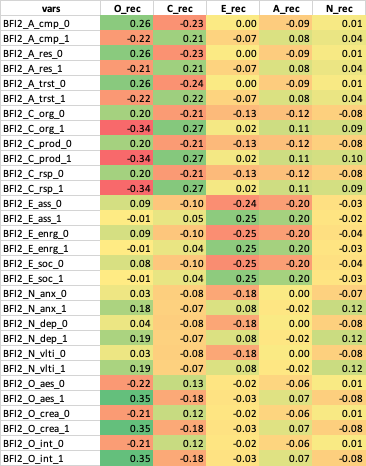 vars O_rec C_rec E_rec A_rec N_rec
BFI2_A_cmp_0 0.26 -0.23 0.00 -0.09 0.01
BFI2_A_cmp_1 -0.22 0.21 -0.07 0.08 0.04
BFI2_A_res_0 0.26 -0.23 0.00 -0.09 0.01
BFI2_A_res_1 -0.21 0.21 -0.07 0.08 0.04
BFI2_A_trst_0 0.26 -0.24 0.00 -0.09 0.01
BFI2_A_trst_1 -0.22 0.22 -0.07 0.08 0.04
BFI2_C_org_0 0.20 -0.21 -0.13 -0.12 -0.08
BFI2_C_org_1 -0.34 0.27 0.02 0.11 0.09
BFI2_C_prod_0 0.20 -0.21 -0.13 -0.12 -0.08
BFI2_C_prod_1 -0.34 0.27 0.02 0.11 0.10
BFI2_C_rsp_0 0.20 -0.21 -0.13 -0.12 -0.08
BFI2_C_rsp_1 -0.34 0.27 0.02 0.11 0.09
BFI2_E_ass_0 0.09 -0.10 -0.24 -0.20 -0.03
BFI2_E_ass_1 -0.01 0.05 0.25 0.20 -0.02
BFI2_E_enrg_0 0.09 -0.10 -0.25 -0.20 -0.04
BFI2_E_enrg_1 -0.01 0.04 0.25 0.20 -0.03
BFI2_E_soc_0 0.08 -0.10 -0.25 -0.20 -0.04
BFI2_E_soc_1 -0.01 0.04 0.25 0.20 -0.03
BFI2_N_anx_0 0.03 -0.08 -0.18 0.00 -0.07
BFI2_N_anx_1 0.18 -0.07 0.08 -0.02 0.12
BFI2_N_dep_0 0.04 -0.08 -0.18 0.00 -0.08
BFI2_N_dep_1 0.19 -0.07 0.08 -0.02 0.12
BFI2_N_vlti_0 0.03 -0.08 -0.18 0.00 -0.08
BFI2_N_vlti_1 0.19 -0.07 0.08 -0.02 0.12
BFI2_O_aes_0 -0.22 0.13 -0.02 -0.06 0.01
BFI2_O_aes_1 0.35 -0.18 -0.03 0.07 -0.08
BFI2_O_crea_0 -0.21 0.12 -0.02 -0.06 0.01
BFI2_O_crea_1 0.35 -0.18 -0.03 0.07 -0.08
BFI2_O_int_0 -0.21 0.12 -0.02 -0.06 0.01
BFI2_O_int_1 0.35 -0.18 -0.03 0.07 -0.08